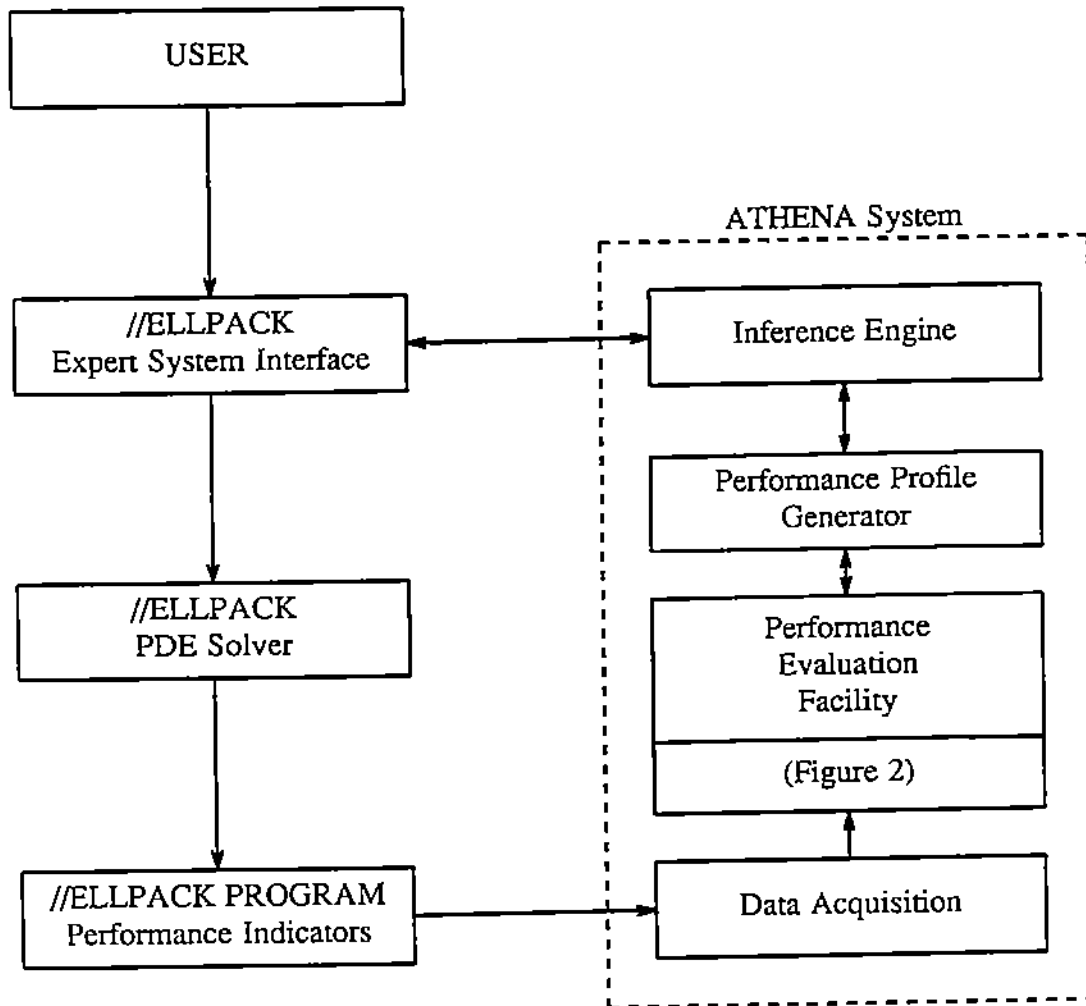 USER
ATHENA System
//ELLPACK
Expert System Interface
Inference Engine
Performance Profile
Generator
//ELLPACK
PDE Solver
Performance
Evaluation
Facility
(Figure 2)
//ELLPACK PROGRAM
Performance Indicators
Data Acquisition